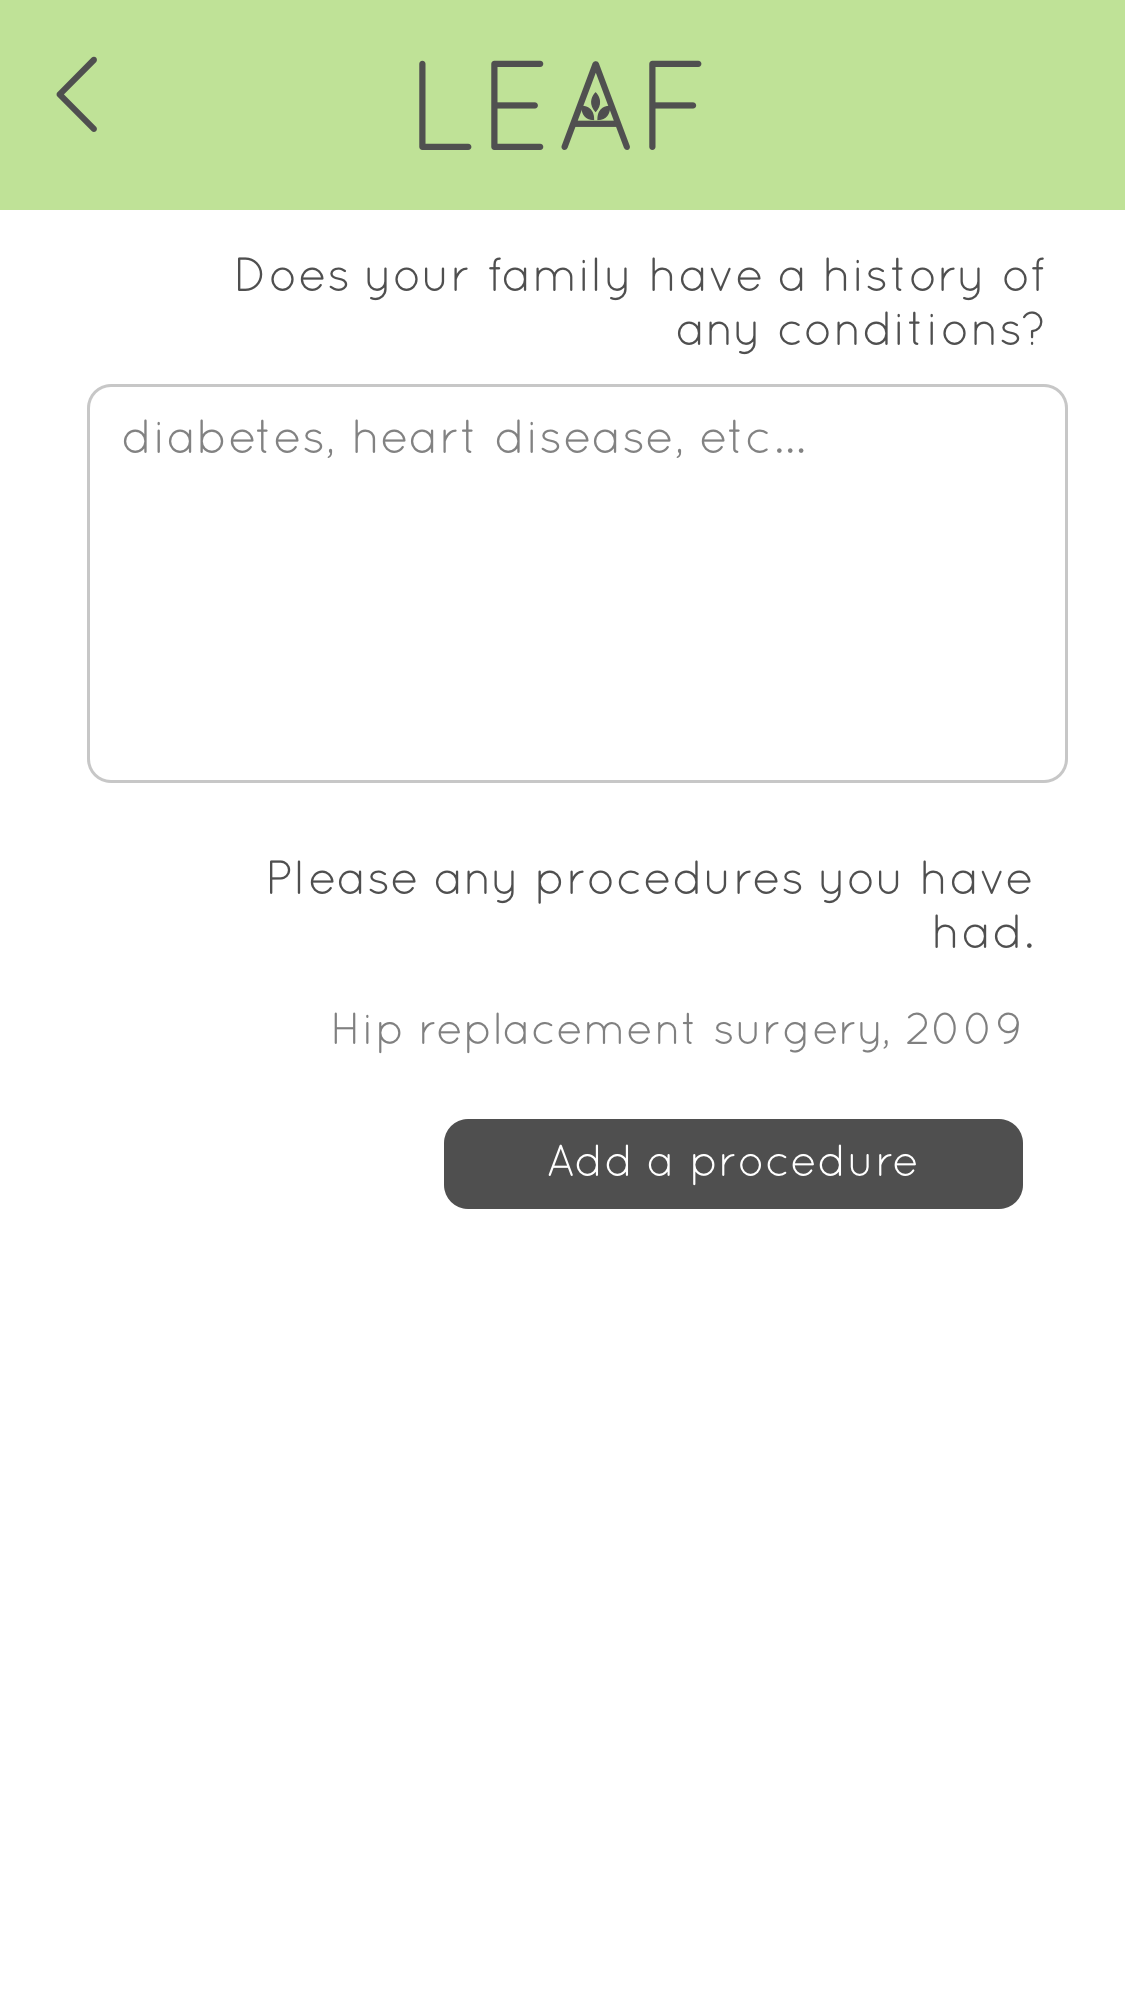 LEAF
Does your family have a history of
any conditions?
diabetes, heart disease, etc...
Please any procedures you have
had.
Hip replacement surgery, 2009
Add a procedure